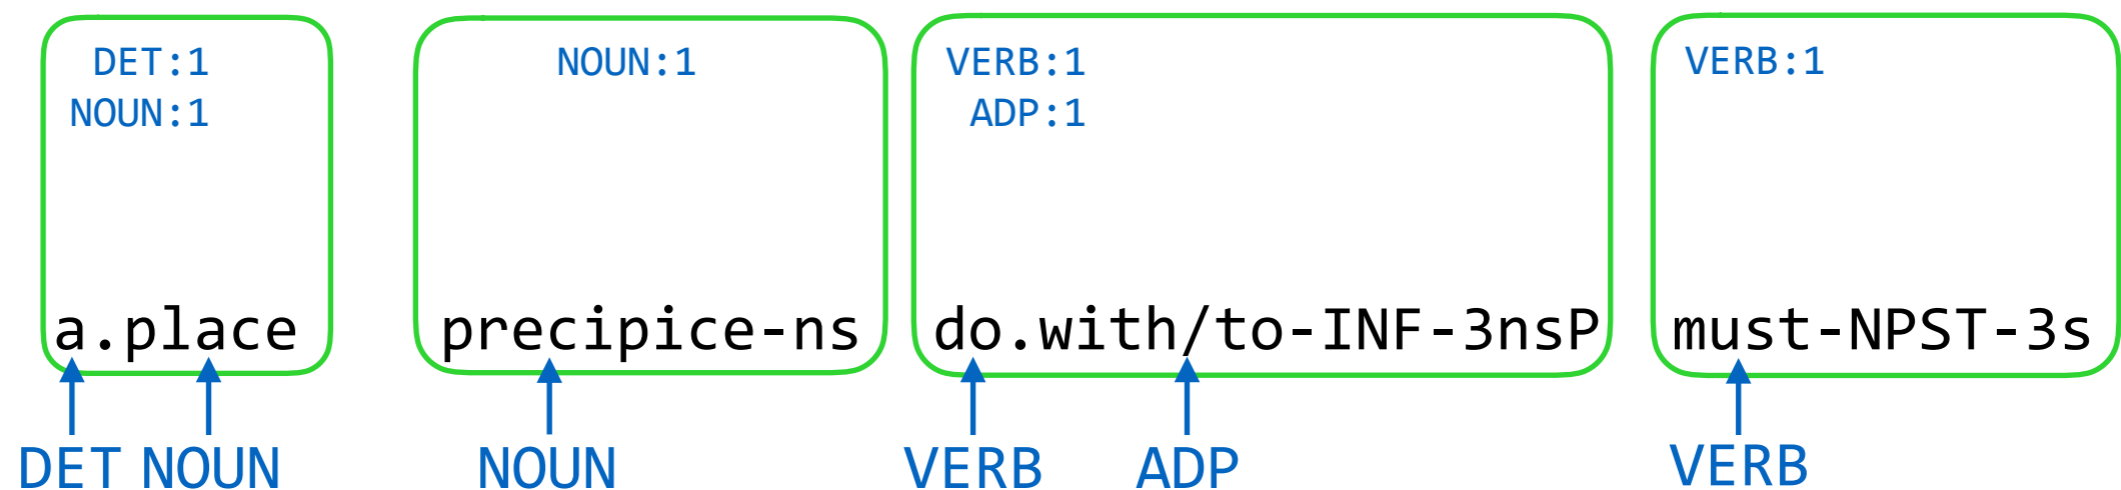 DET:1
NOUN:1
NOUN:1
VERB:1
ADP:1
VERB:1
a.place precipice-ns do.with/to-INF-3nsP must-NPST-3s
DET NOUN NOUN VERB ADP VERB